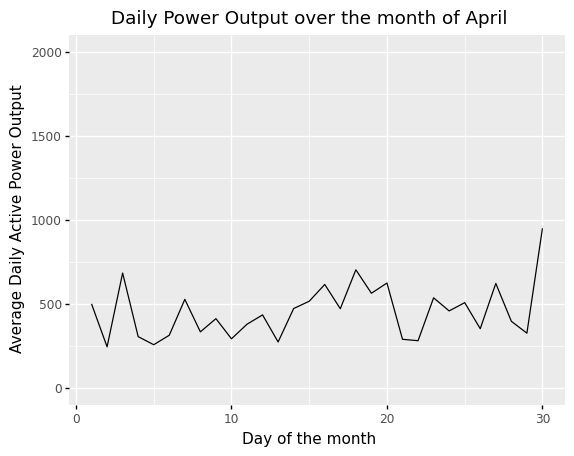 Daily Power Output over the month of April
2000
1500
1000
500
0
Average Daily Active Power Output
0 10 20 30
Day of the month